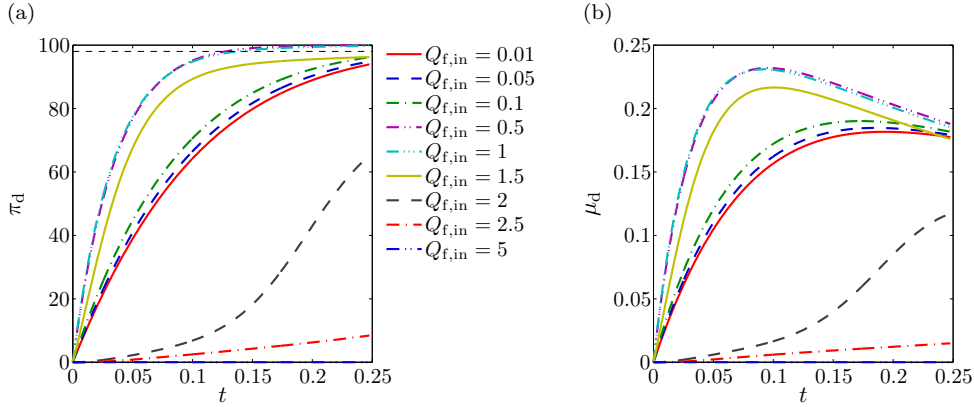 (a)
100
80
60
40
20
0
π_d
0
0.05
0.1
0.15
0.2
0.25
t
Q_f,in = 0.01
Q_f,in = 0.05
Q_f,in = 0.1
Q_f,in = 0.5
Q_f,in = 1
Q_f,in = 1.5
Q_f,in = 2
Q_f,in = 2.5
Q_f,in = 5
(b)
0.25
0.2
0.15
0.1
0.05
0
μ_d
0
0.05
0.1
0.15
0.2
0.25
t